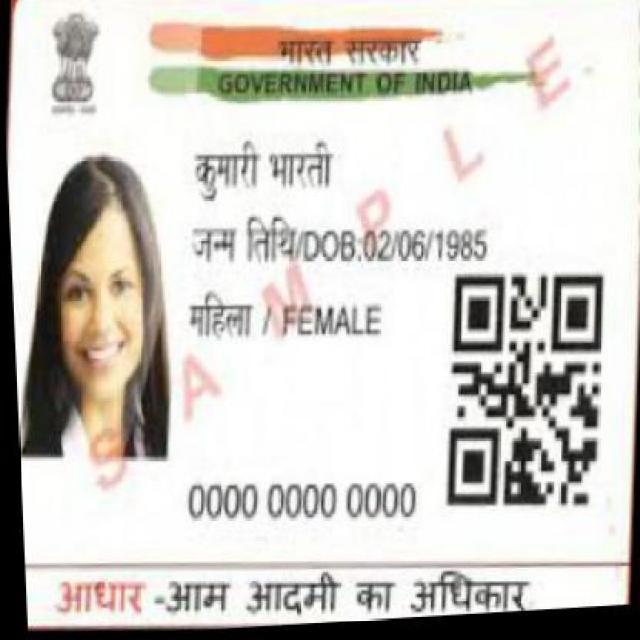 भारत सरकार
GOVERNMENT OF INDIA
कुमारी भारती
जन्म तिथि/DOB:02/06/1985
महिला / FEMALE
0000 0000 0000
आधार -आम आदमी का अधिकार
SAMPLE